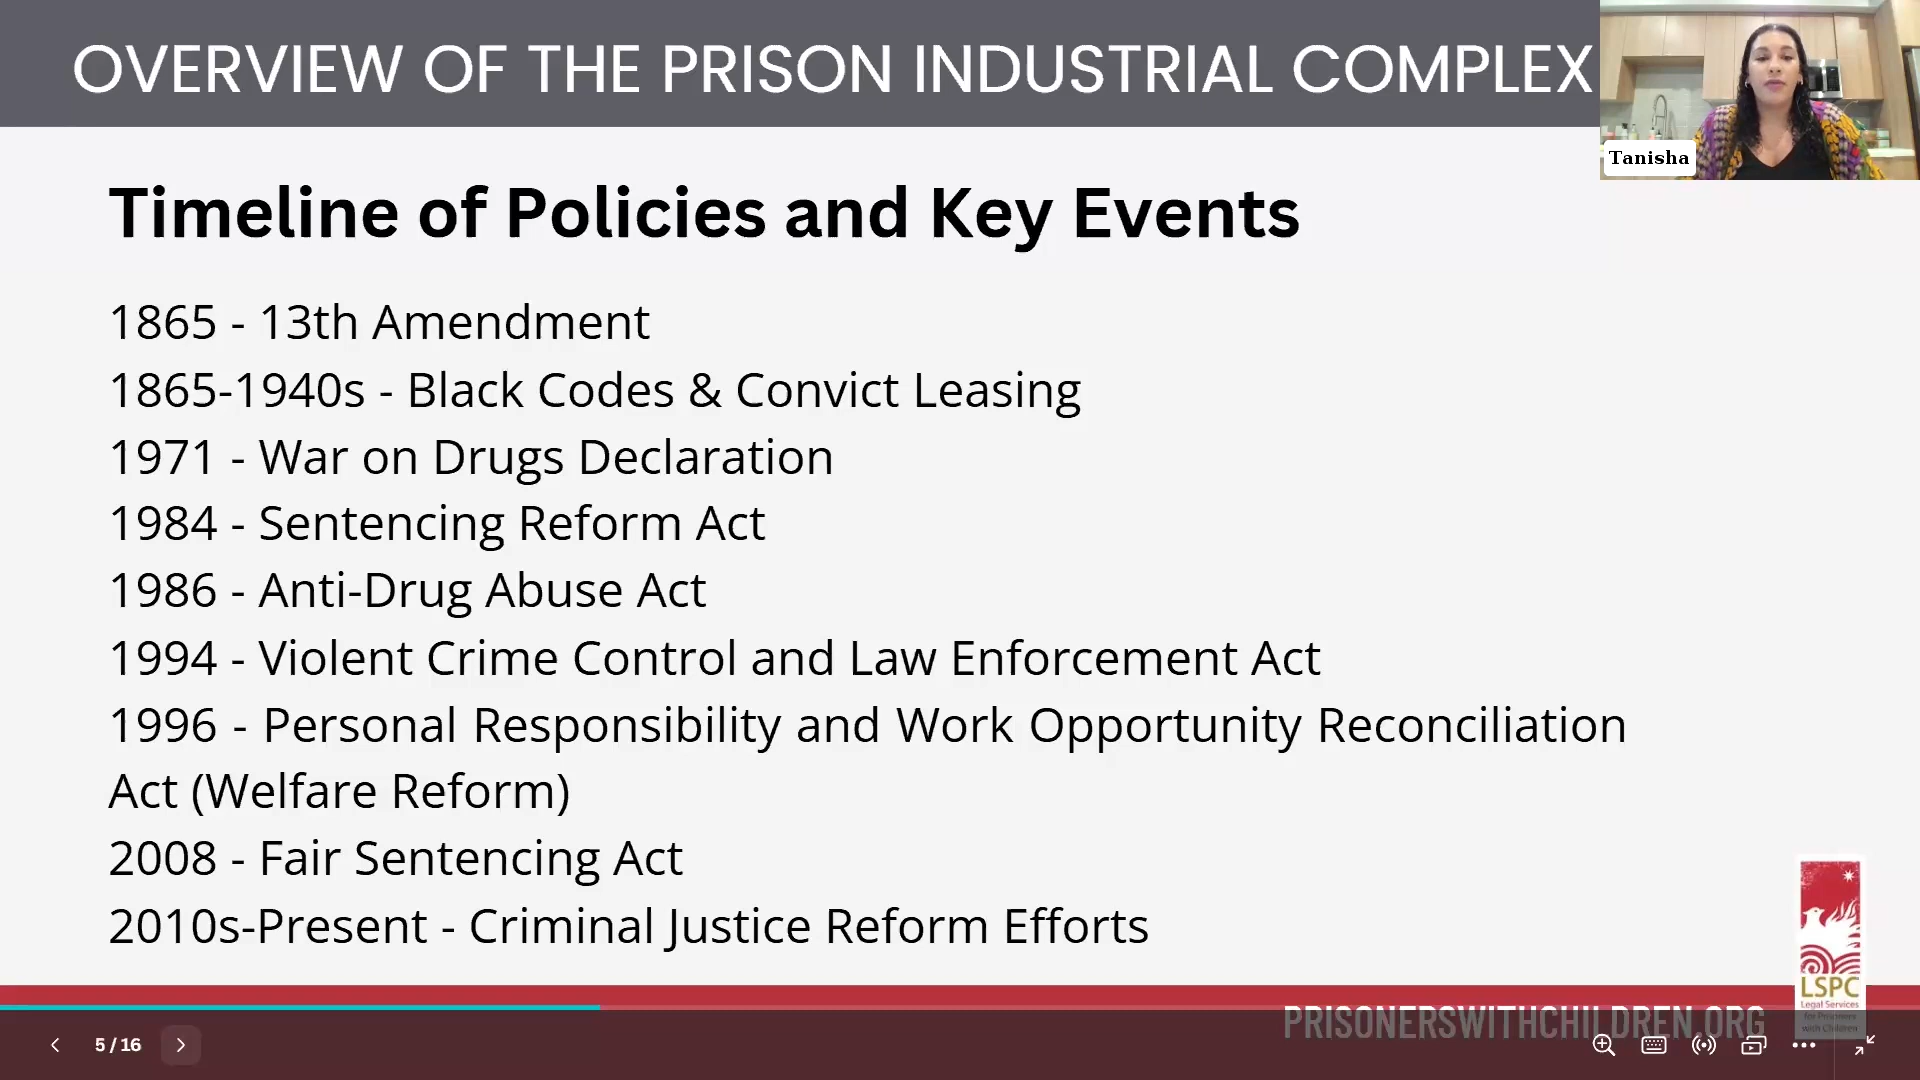 OVERVIEW OF THE PRISON INDUSTRIAL COMPLEX
Tanisha
Timeline of Policies and Key Events
1865 - 13th Amendment
1865-1940s - Black Codes & Convict Leasing
1971 - War on Drugs Declaration
1984 - Sentencing Reform Act
1986 - Anti-Drug Abuse Act
1994 - Violent Crime Control and Law Enforcement Act
1996 - Personal Responsibility and Work Opportunity Reconciliation
Act (Welfare Reform)
2008 - Fair Sentencing Act
2010s-Present - Criminal Justice Reform Efforts
LSPC
Legal Services
for Prisoners
with Children
PRISONERSWITHCHILDREN.ORG
5 / 16